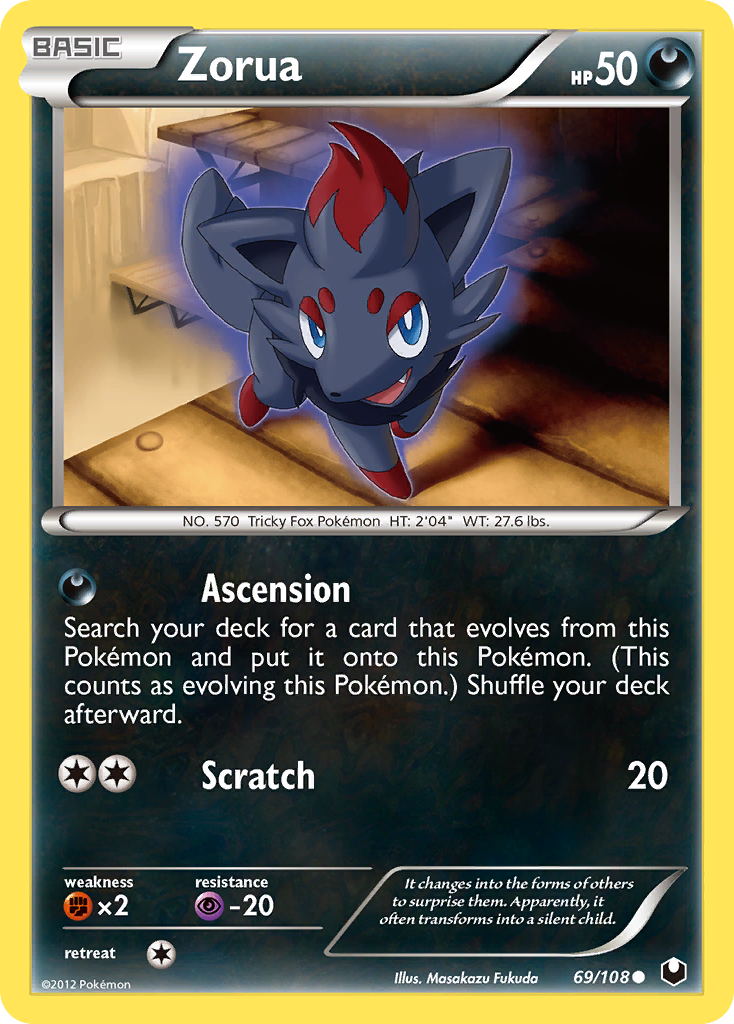 BASIC
Zorua
HP50
NO. 570 Tricky Fox Pokémon HT: 2'04" WT: 27.6 lbs.
Ascension
Search your deck for a card that evolves from this
Pokémon and put it onto this Pokémon. (This
counts as evolving this Pokémon.) Shuffle your deck
afterward.
Scratch 20
weakness resistance
×2 -20
It changes into the forms of others
to surprise them. Apparently, it
often transforms into a silent child.
retreat
©2012 Pokémon
Illus. Masakazu Fukuda 69/108